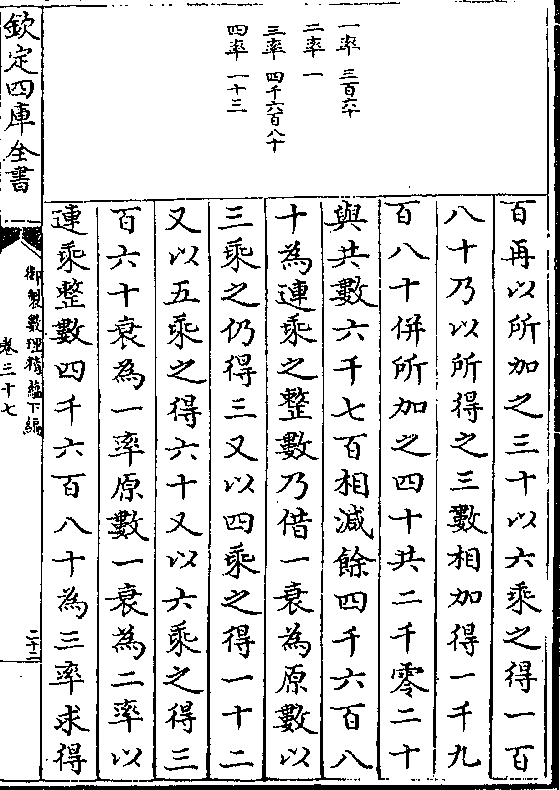 一率 三百六十
二率 一
三率 四千六百八十
四率 一十三
百再以所加之三十以六乘之得一百
八十乃以所得之三數相加得一千九
百八十併所加之四十共二千零二十
與共數六千七百相減餘四千六百八
十為連乘之整數乃借一衰為原數以
三乘之仍得三又以四乘之得一十二
又以五乘之得六十又以六乘之得三
百六十衰為一率原數一衰為二率以
連乘整數四千六百八十為三率求得
欽定四庫全書
御製數理精蘊下編
卷三十七
二十二